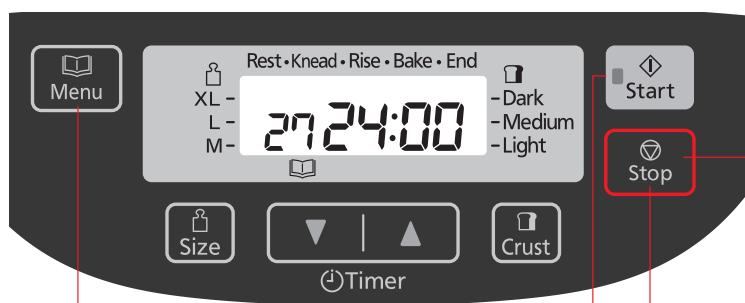 Menu
Rest • Knead • Rise • Bake • End
XL -
L -
M -
27 24:00
- Dark
- Medium
- Light
Start
Stop
Size
Timer
Crust